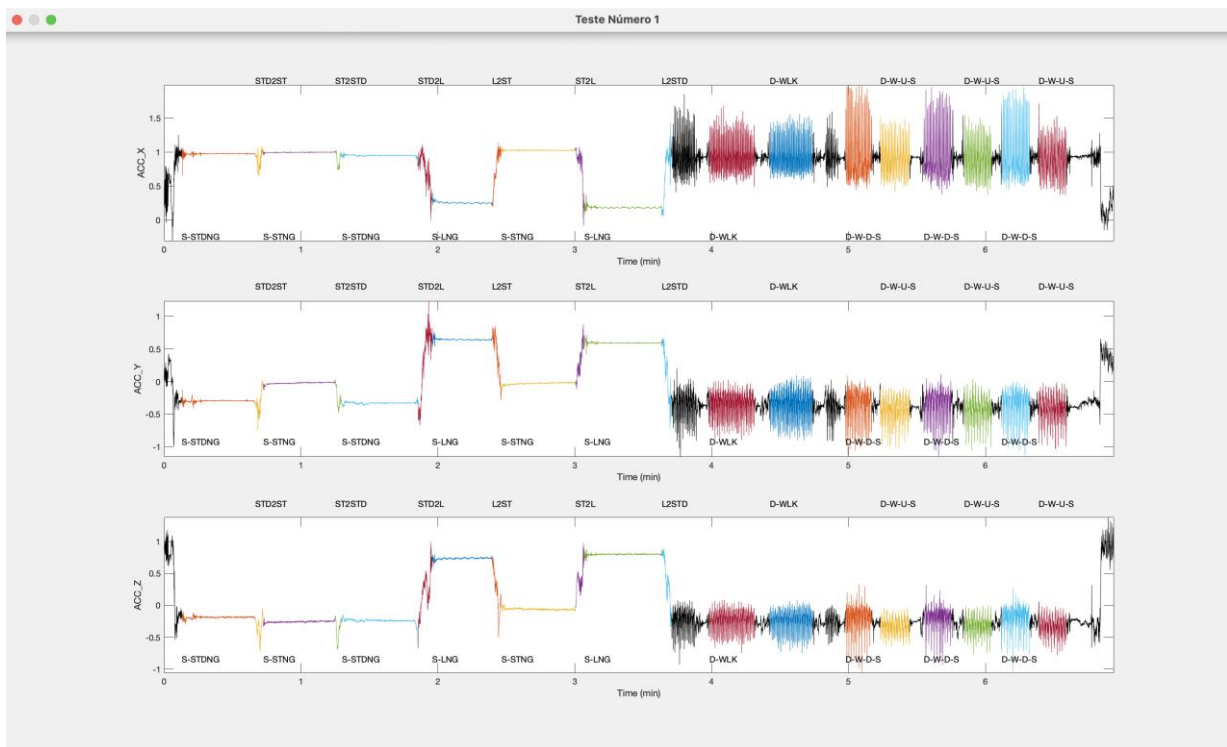 Teste Número 1
STD2ST ST2STD STD2L L2ST ST2L L2STD D-WLK D-W-U-S D-W-U-S D-W-U-S
1.5
1
ACC_X
0.5
0
S-STDNG S-STNG S-STDNG S-LNG S-STNG S-LNG D-WLK D-W-D-S D-W-D-S D-W-D-S
0 1 2 3 4 5 6
Time (min)
STD2ST ST2STD STD2L L2ST ST2L L2STD D-WLK D-W-U-S D-W-U-S D-W-U-S
1
0.5
ACC_Y
0
-0.5
-1
S-STDNG S-STNG S-STDNG S-LNG S-STNG S-LNG D-WLK D-W-D-S D-W-D-S D-W-D-S
0 1 2 3 4 5 6
Time (min)
STD2ST ST2STD STD2L L2ST ST2L L2STD D-WLK D-W-U-S D-W-U-S D-W-U-S
1
0.5
ACC_Z
0
-0.5
S-STDNG S-STNG S-STDNG S-LNG S-STNG S-LNG D-WLK D-W-D-S D-W-D-S D-W-D-S
-1
0 1 2 3 4 5 6
Time (min)